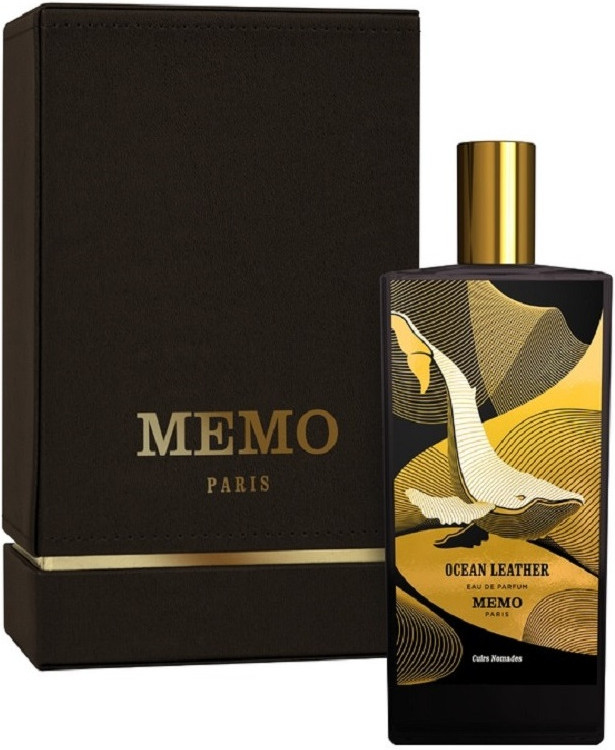 MEMO
PARIS
OCEAN LEATHER
EAU DE PARFUM
MEMO
PARIS
Cuirs Nomades